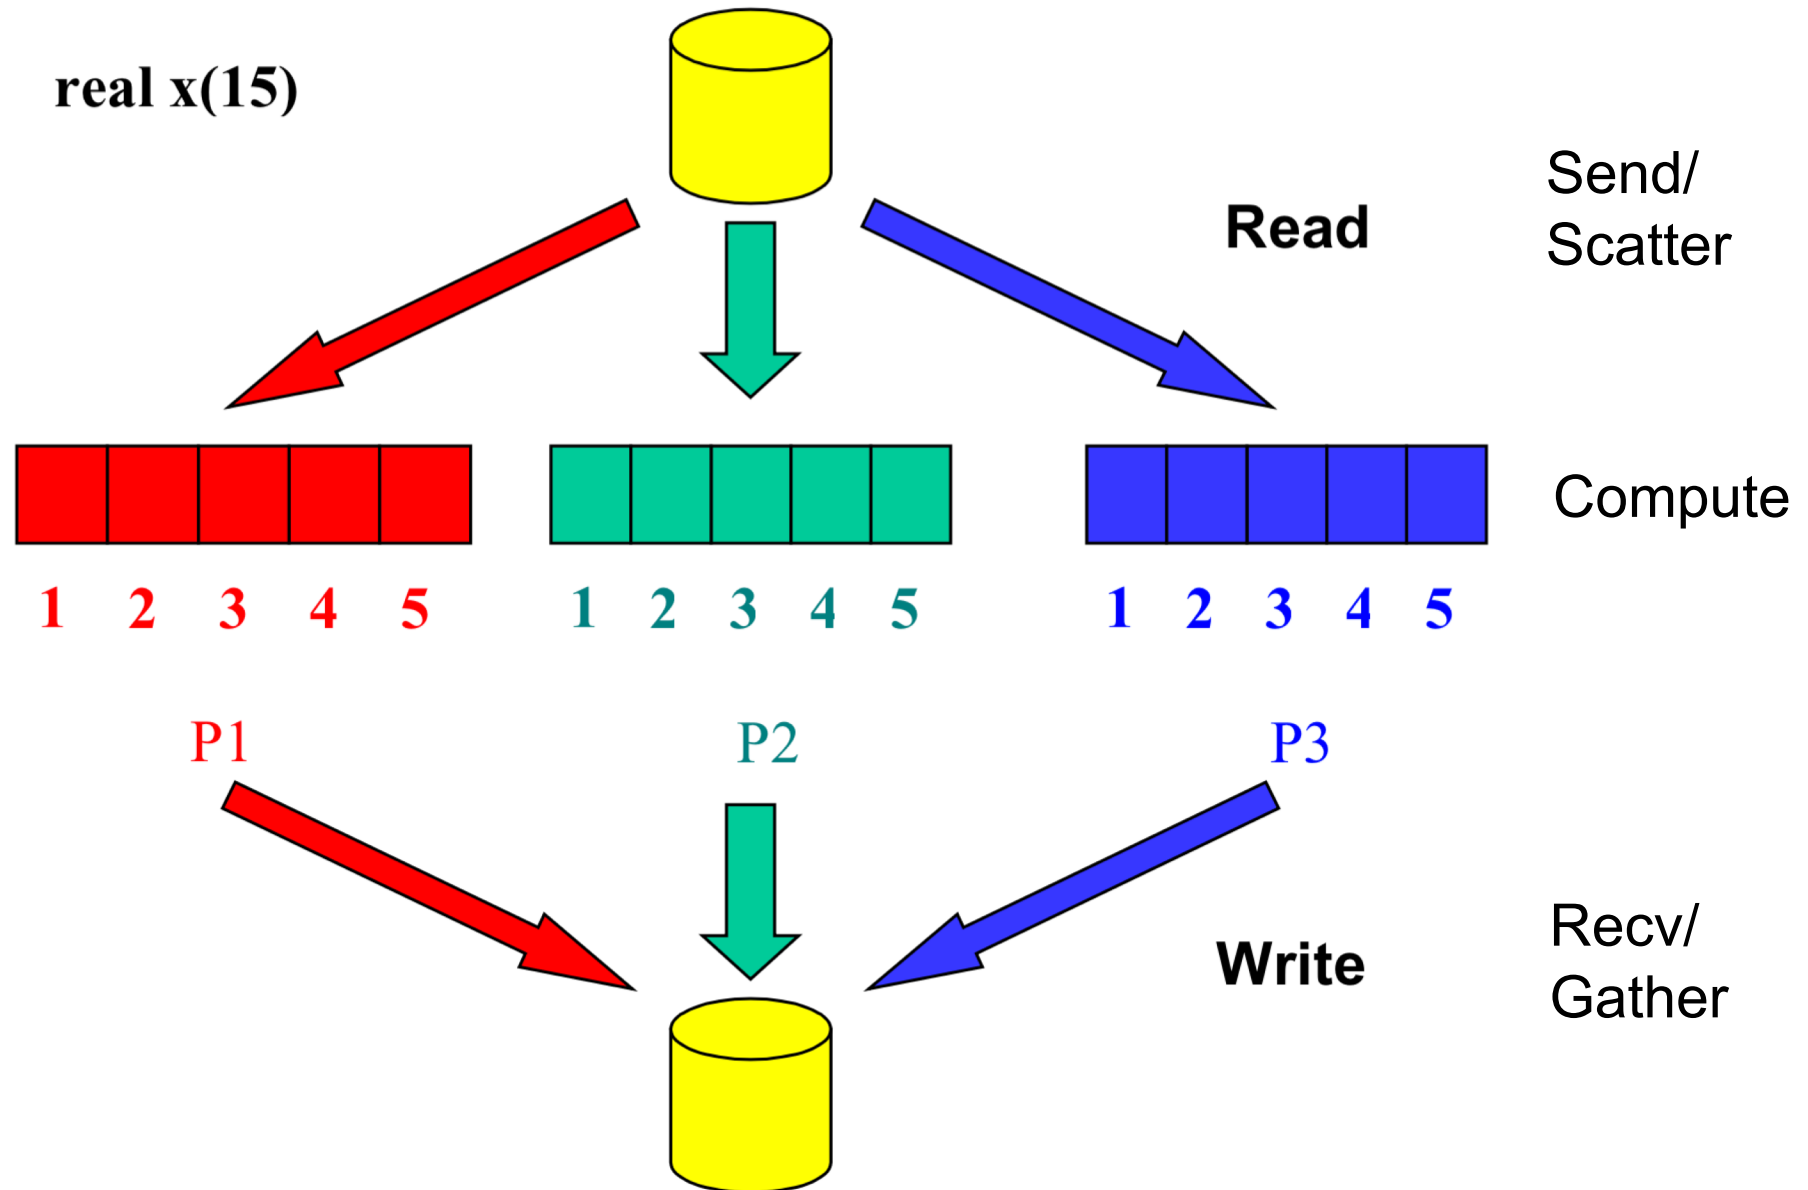 real x(15)
Send/
Scatter
Read
Compute
1 2 3 4 5 1 2 3 4 5 1 2 3 4 5
P1 P2 P3
Recv/
Gather
Write